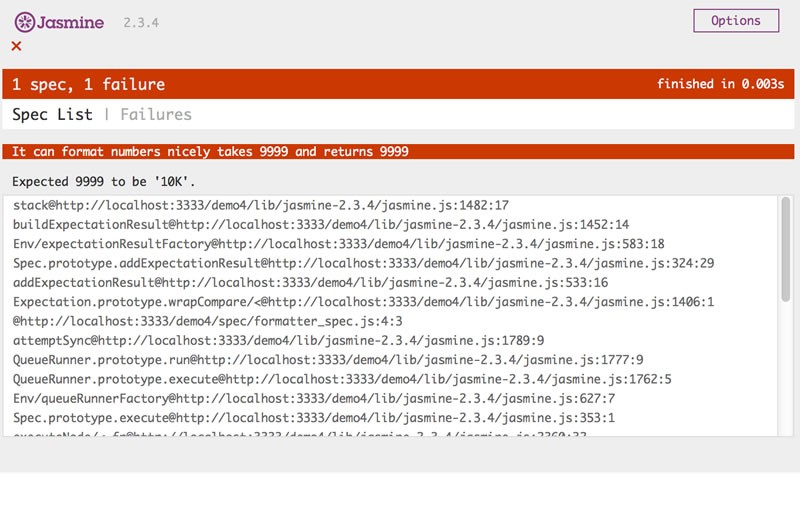 Jasmine 2.3.4 Options
×
1 spec, 1 failure finished in 0.003s
Spec List | Failures
It can format numbers nicely takes 9999 and returns 9999
Expected 9999 to be '10K'.
stack@http://localhost:3333/demo4/lib/jasmine-2.3.4/jasmine.js:1482:17
buildExpectationResult@http://localhost:3333/demo4/lib/jasmine-2.3.4/jasmine.js:1452:14
Env/expectationResultFactory@http://localhost:3333/demo4/lib/jasmine-2.3.4/jasmine.js:583:18
Spec.prototype.addExpectationResult@http://localhost:3333/demo4/lib/jasmine-2.3.4/jasmine.js:324:29
addExpectationResult@http://localhost:3333/demo4/lib/jasmine-2.3.4/jasmine.js:533:16
Expectation.prototype.wrapCompare/<@http://localhost:3333/demo4/lib/jasmine-2.3.4/jasmine.js:1406:1
@http://localhost:3333/demo4/spec/formatter_spec.js:4:3
attemptSync@http://localhost:3333/demo4/lib/jasmine-2.3.4/jasmine.js:1789:9
QueueRunner.prototype.run@http://localhost:3333/demo4/lib/jasmine-2.3.4/jasmine.js:1777:9
QueueRunner.prototype.execute@http://localhost:3333/demo4/lib/jasmine-2.3.4/jasmine.js:1762:5
Env/queueRunnerFactory@http://localhost:3333/demo4/lib/jasmine-2.3.4/jasmine.js:627:7
Spec.prototype.execute@http://localhost:3333/demo4/lib/jasmine-2.3.4/jasmine.js:353:1